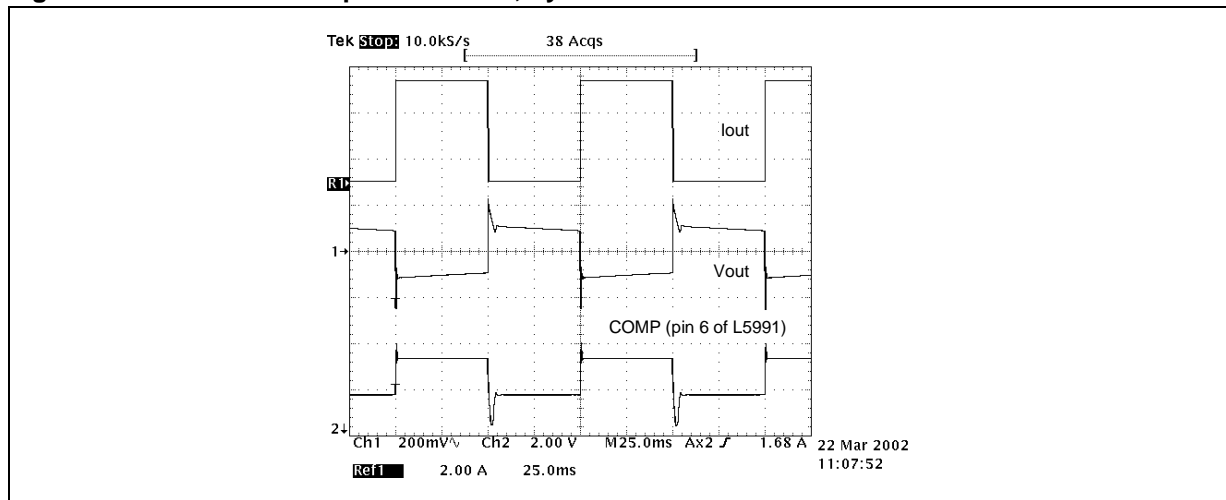 Tek Stop: 10.0kS/s 38 Acqs
Iout
R1
1
Vout
COMP (pin 6 of L5991)
2
Ch1 200mV Ch2 2.00 V M25.0ms Ax2 1.68 A
22 Mar 2002
11:07:52
Ref1 2.00 A 25.0ms